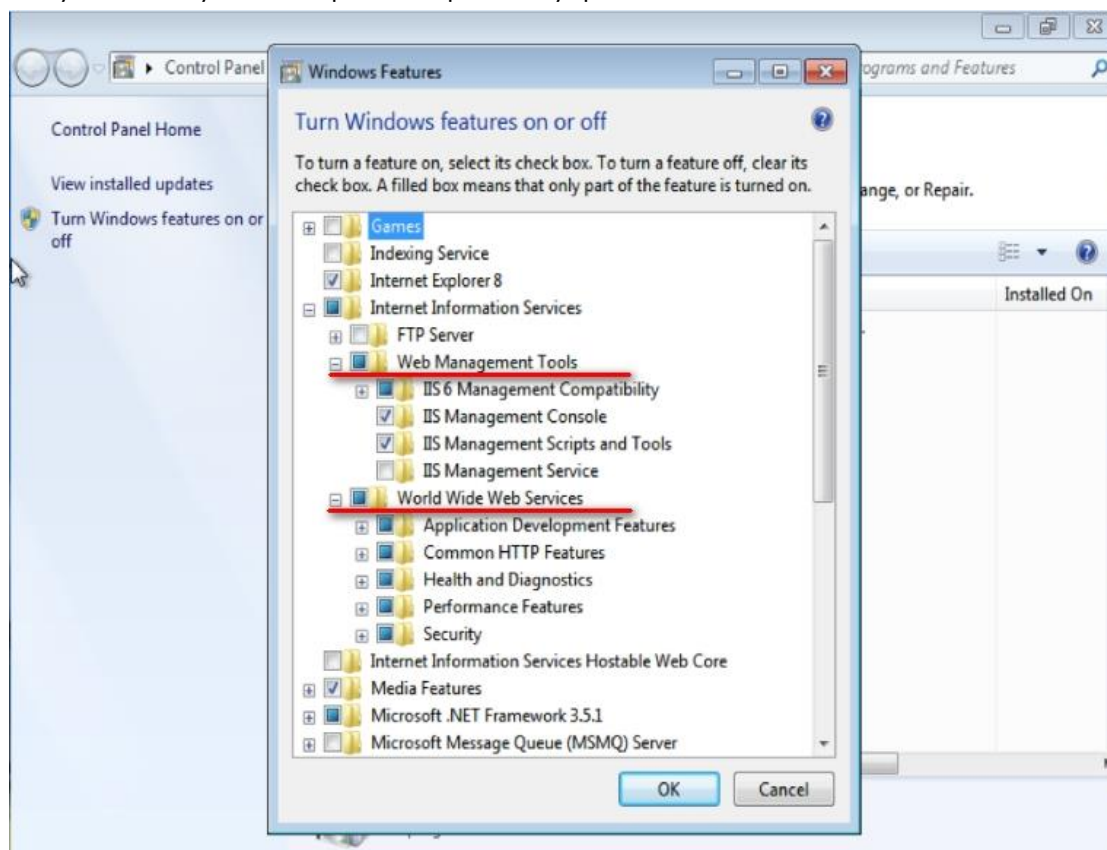 Control Panel
Windows Features
ograms and Features
Control Panel Home
View installed updates
Turn Windows features on or
off
Turn Windows features on or off
To turn a feature on, select its check box. To turn a feature off, clear its
check box. A filled box means that only part of the feature is turned on.
ange, or Repair.
Installed On
Games
Indexing Service
Internet Explorer 8
Internet Information Services
FTP Server
Web Management Tools
IIS 6 Management Compatibility
IIS Management Console
IIS Management Scripts and Tools
IIS Management Service
World Wide Web Services
Application Development Features
Common HTTP Features
Health and Diagnostics
Performance Features
Security
Internet Information Services Hostable Web Core
Media Features
Microsoft .NET Framework 3.5.1
Microsoft Message Queue (MSMQ) Server
OK
Cancel